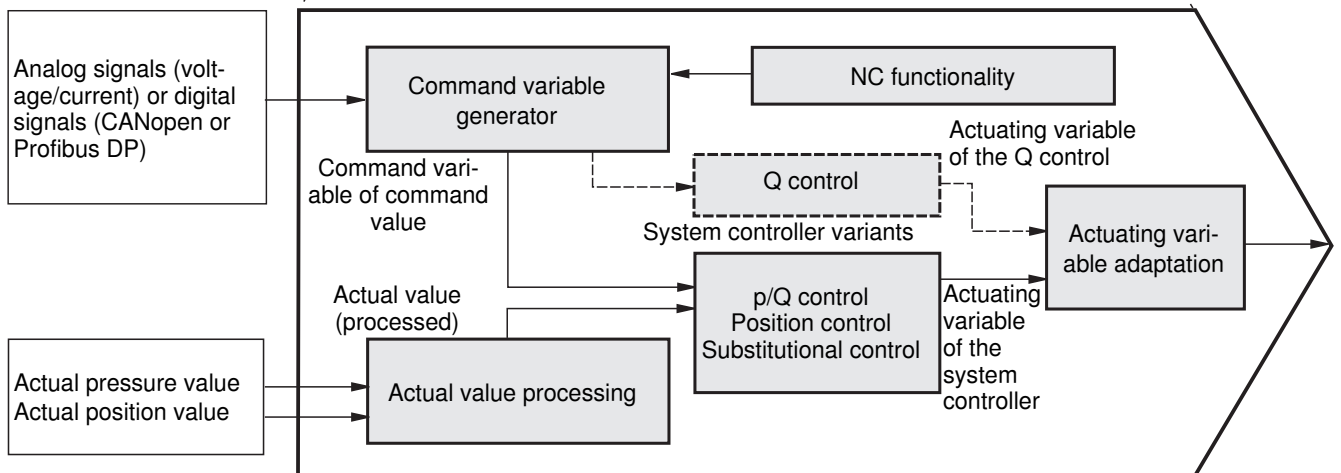 Analog signals (volt-
age/current) or digital
signals (CANopen or
Profibus DP)
Command variable
generator
NC functionality
Command vari-
able of command
value
Q control
Actuating variable
of the Q control
System controller variants
Actuating vari-
able adaptation
Actual value
(processed)
p/Q control
Position control
Substitutional control
Actuating
variable
of the
system
controller
Actual pressure value
Actual position value
Actual value processing